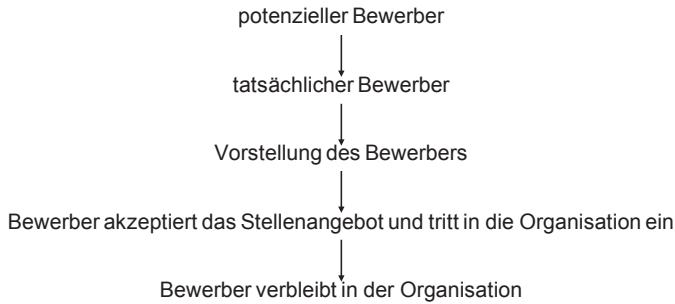 potenzieller Bewerber
tatsächlicher Bewerber
Vorstellung des Bewerbers
Bewerber akzeptiert das Stellenangebot und tritt in die Organisation ein
Bewerber verbleibt in der Organisation